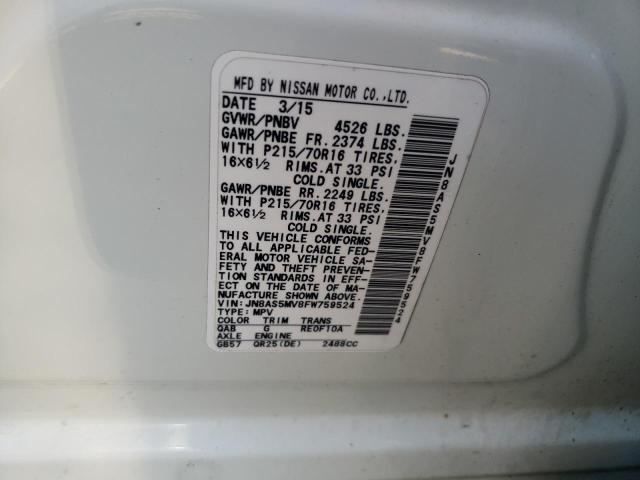 MFD BY NISSAN MOTOR CO.,LTD.
DATE 3/15
GVWR/PNBV 4526 LBS.
GAWR/PNBE FR. 2374 LBS.
WITH P215/70R16 TIRES,
16X6½ RIMS.AT 33 PSI
COLD SINGLE.
GAWR/PNBE RR. 2249 LBS.
WITH P215/70R16 TIRES,
16X6½ RIMS.AT 33 PSI
COLD SINGLE.
THIS VEHICLE CONFORMS
TO ALL APPLICABLE FED-
ERAL MOTOR VEHICLE SA-
FETY AND THEFT PREVEN-
TION STANDARDS IN EFF-
ECT ON THE DATE OF MA-
NUFACTURE SHOWN ABOVE.
VIN: JN8AS5MV8FW759524
TYPE: MPV
COLOR TRIM TRANS
QAB G RE0F10A
AXLE ENGINE
GB57 QR25(DE) 2488CC
JN8AS5MV8FW759524